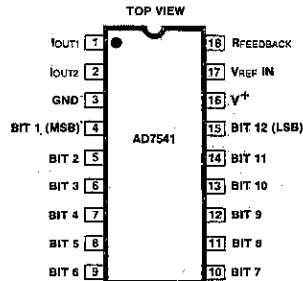 TOP VIEW
IOUT1 1 18 RFEEDBACK
IOUT2 2 17 VREF IN
GND 3 16 V+
BIT 1 (MSB) 4 AD7541 15 BIT 12 (LSB)
BIT 2 5 14 BIT 11
BIT 3 6 13 BIT 10
BIT 4 7 12 BIT 9
BIT 5 8 11 BIT 8
BIT 6 9 10 BIT 7